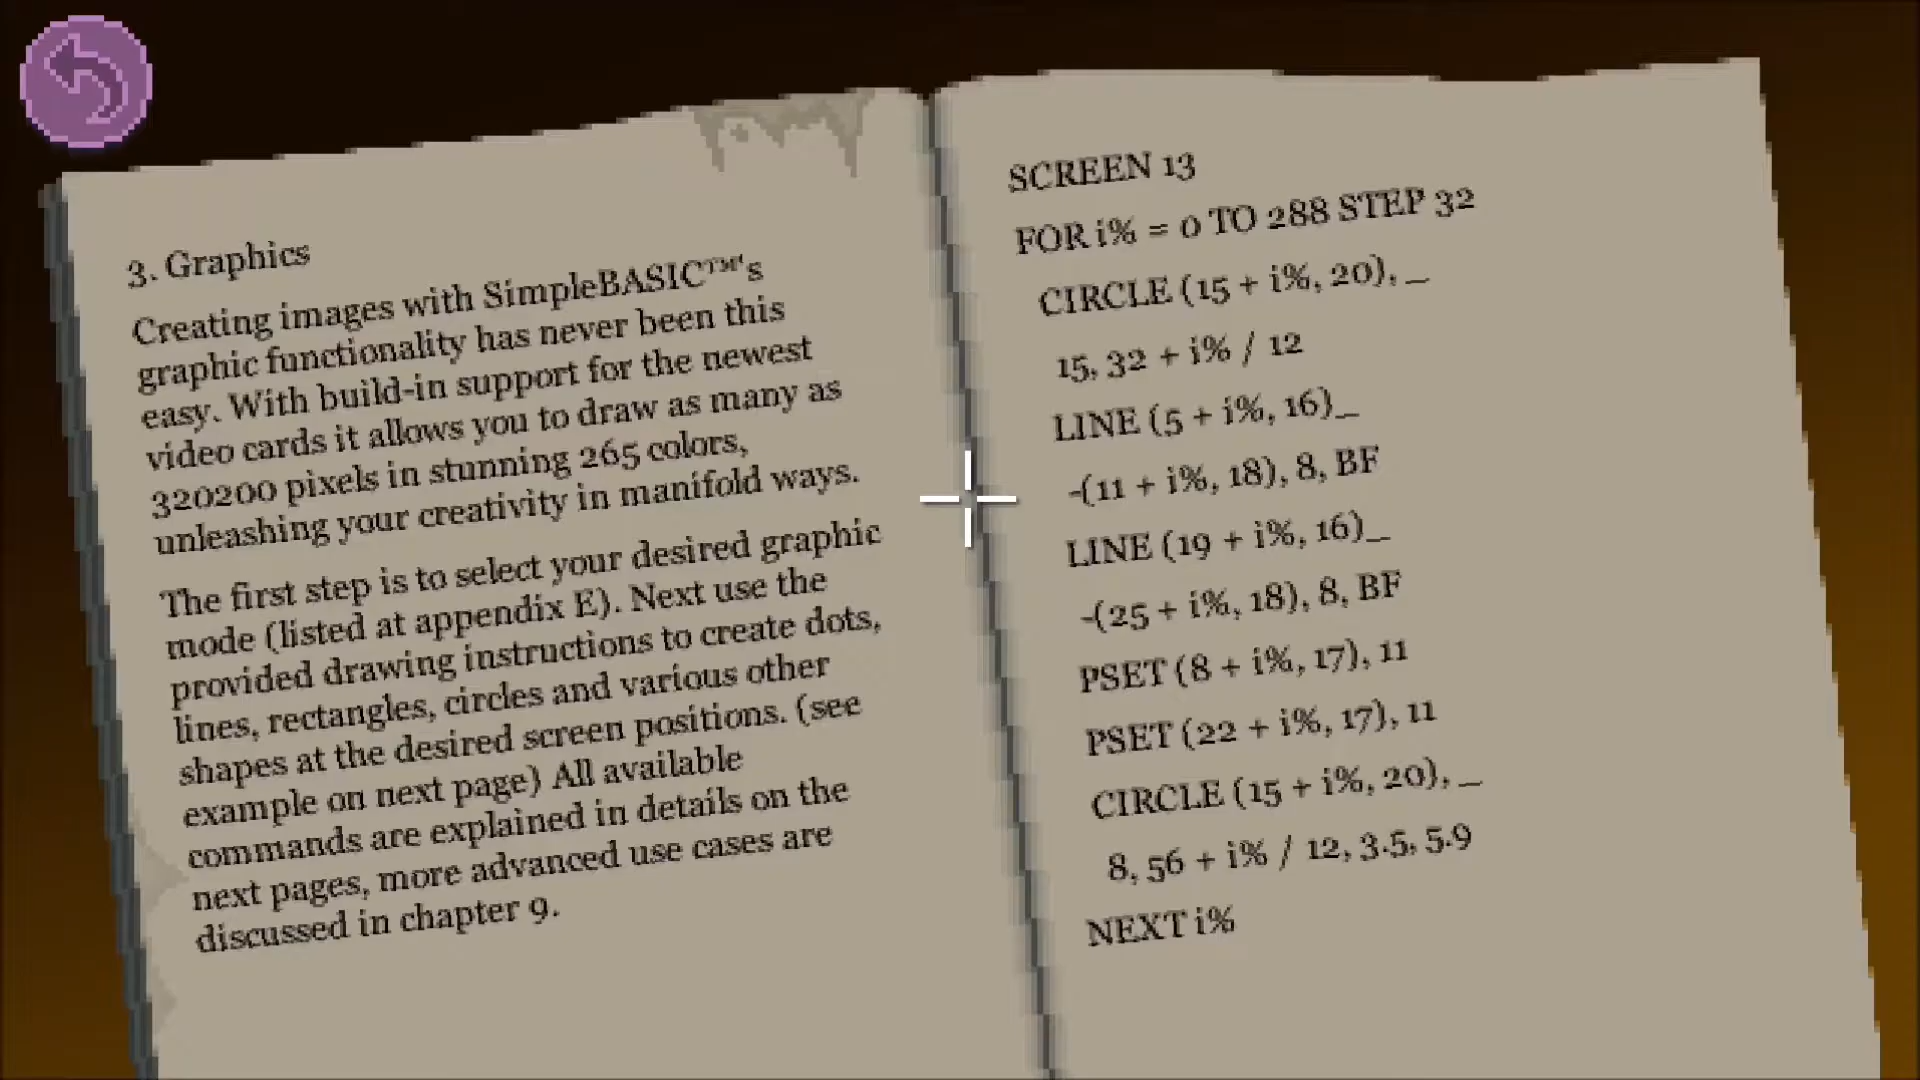 3. Graphics
Creating images with SimpleBASIC™'s
graphic functionality has never been this
easy. With build-in support for the newest
video cards it allows you to draw as many as
320200 pixels in stunning 265 colors,
unleashing your creativity in manifold ways.
The first step is to select your desired graphic
mode (listed at appendix E). Next use the
provided drawing instructions to create dots,
lines, rectangles, circles and various other
shapes at the desired screen positions. (see
example on next page) All available
commands are explained in details on the
next pages, more advanced use cases are
discussed in chapter 9.
SCREEN 13
FOR i% = 0 TO 288 STEP 32
CIRCLE (15 + i%, 20), _
15, 32 + i% / 12
LINE (5 + i%, 16)_
-(11 + i%, 18), 8, BF
LINE (19 + i%, 16)_
-(25 + i%, 18), 8, BF
PSET (8 + i%, 17), 11
PSET (22 + i%, 17), 11
CIRCLE (15 + i%, 20), _
8, 56 + i% / 12, 3.5, 5.9
NEXT i%